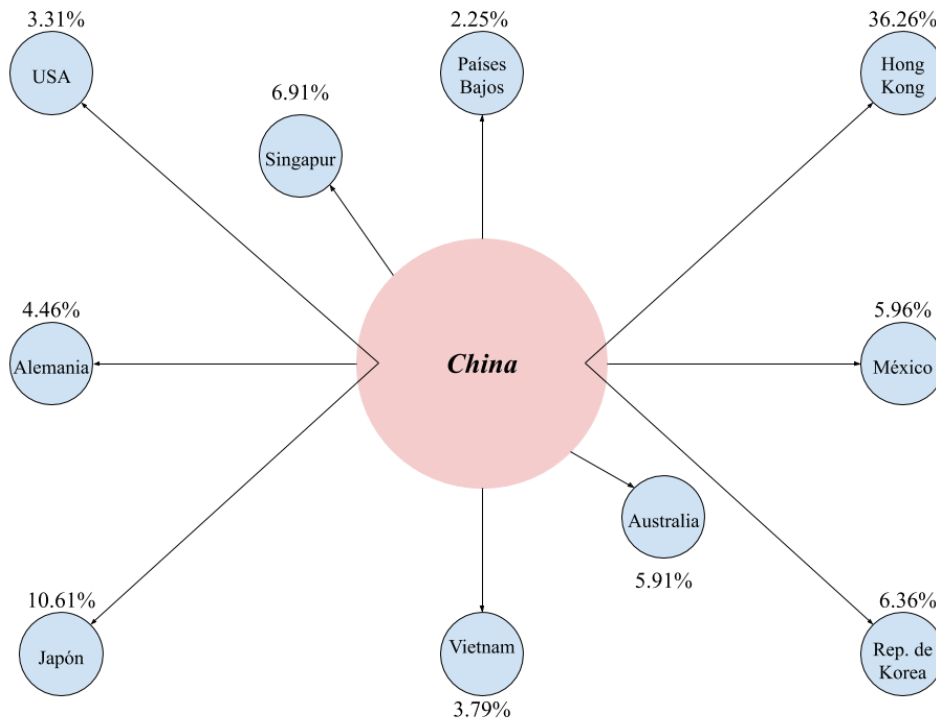 3.31%
USA
6.91%
Singapur
2.25%
Países
Bajos
36.26%
Hong
Kong
4.46%
Alemania
China
5.96%
México
Australia
5.91%
10.61%
Japón
Vietnam
3.79%
6.36%
Rep. de
Korea